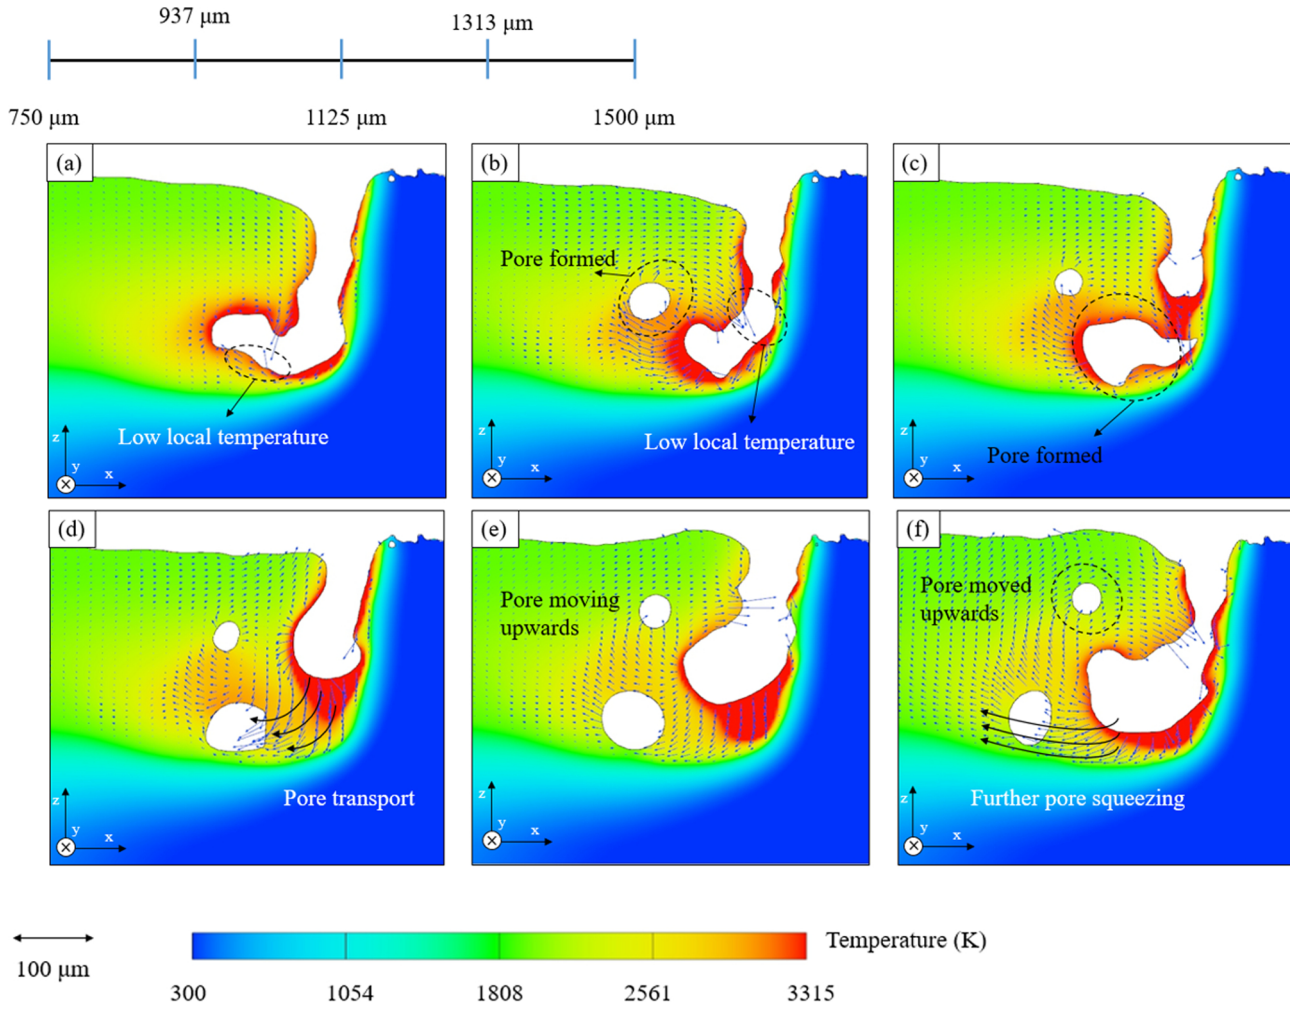 937 μm
1313 μm
750 μm
1125 μm
1500 μm
(a)
Low local temperature
z
y
x
(b)
Pore formed
Low local temperature
z
y
x
(c)
Pore formed
z
y
x
(d)
Pore transport
z
y
x
(e)
Pore moving
upwards
z
y
x
(f)
Pore moved
upwards
Further pore squeezing
z
y
x
100 μm
Temperature (K)
300
1054
1808
2561
3315